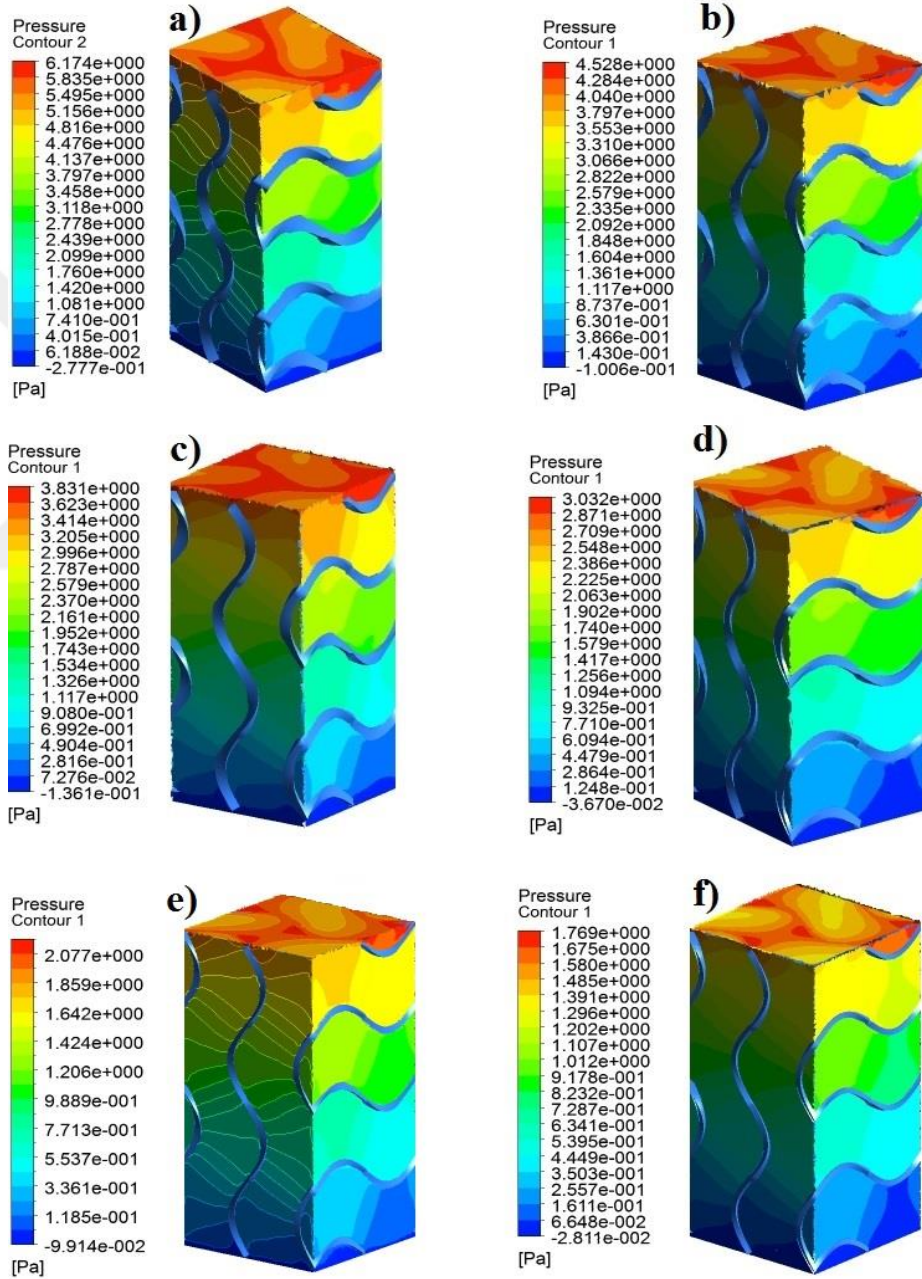 a)
Pressure
Contour 2
6.174e+000
5.835e+000
5.495e+000
5.156e+000
4.816e+000
4.476e+000
4.137e+000
3.797e+000
3.458e+000
3.118e+000
2.778e+000
2.439e+000
2.099e+000
1.760e+000
1.420e+000
1.081e+000
7.410e-001
4.015e-001
6.188e-002
-2.777e-001
[Pa]
b)
Pressure
Contour 1
4.528e+000
4.284e+000
4.040e+000
3.797e+000
3.553e+000
3.310e+000
3.066e+000
2.822e+000
2.579e+000
2.335e+000
2.092e+000
1.848e+000
1.604e+000
1.361e+000
1.117e+000
8.737e-001
6.301e-001
3.866e-001
1.430e-001
-1.006e-001
[Pa]
c)
Pressure
Contour 1
3.831e+000
3.623e+000
3.414e+000
3.205e+000
2.996e+000
2.787e+000
2.579e+000
2.370e+000
2.161e+000
1.952e+000
1.743e+000
1.534e+000
1.326e+000
1.117e+000
9.080e-001
6.992e-001
4.904e-001
2.816e-001
7.276e-002
-1.361e-001
[Pa]
d)
Pressure
Contour 1
3.032e+000
2.871e+000
2.709e+000
2.548e+000
2.386e+000
2.225e+000
2.063e+000
1.902e+000
1.740e+000
1.579e+000
1.417e+000
1.256e+000
1.094e+000
9.325e-001
7.710e-001
6.094e-001
4.479e-001
2.864e-001
1.248e-001
-3.670e-002
[Pa]
e)
Pressure
Contour 1
2.077e+000
1.859e+000
1.642e+000
1.424e+000
1.206e+000
9.889e-001
7.713e-001
5.537e-001
3.361e-001
1.185e-001
-9.914e-002
[Pa]
f)
Pressure
Contour 1
1.769e+000
1.675e+000
1.580e+000
1.485e+000
1.391e+000
1.296e+000
1.202e+000
1.107e+000
1.012e+000
9.178e-001
8.232e-001
7.287e-001
6.341e-001
5.395e-001
4.449e-001
3.503e-001
2.557e-001
1.611e-001
6.648e-002
-2.811e-002
[Pa]